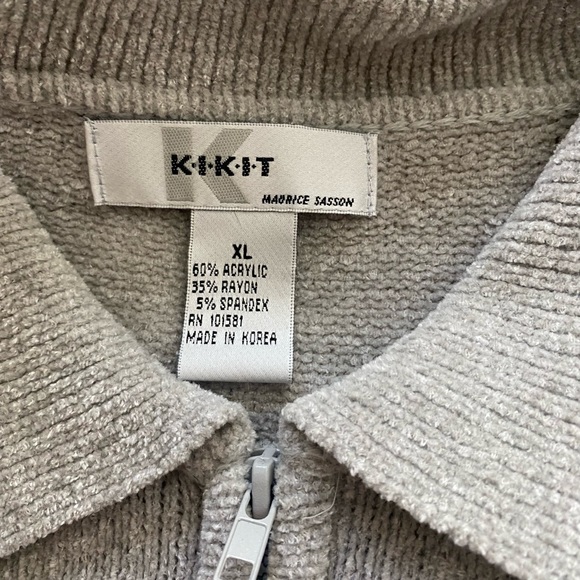 K
K·I·K·I·T
MAURICE SASSON
XL
60% ACRYLIC
35% RAYON
5% SPANDEX
RN 101581
MADE IN KOREA